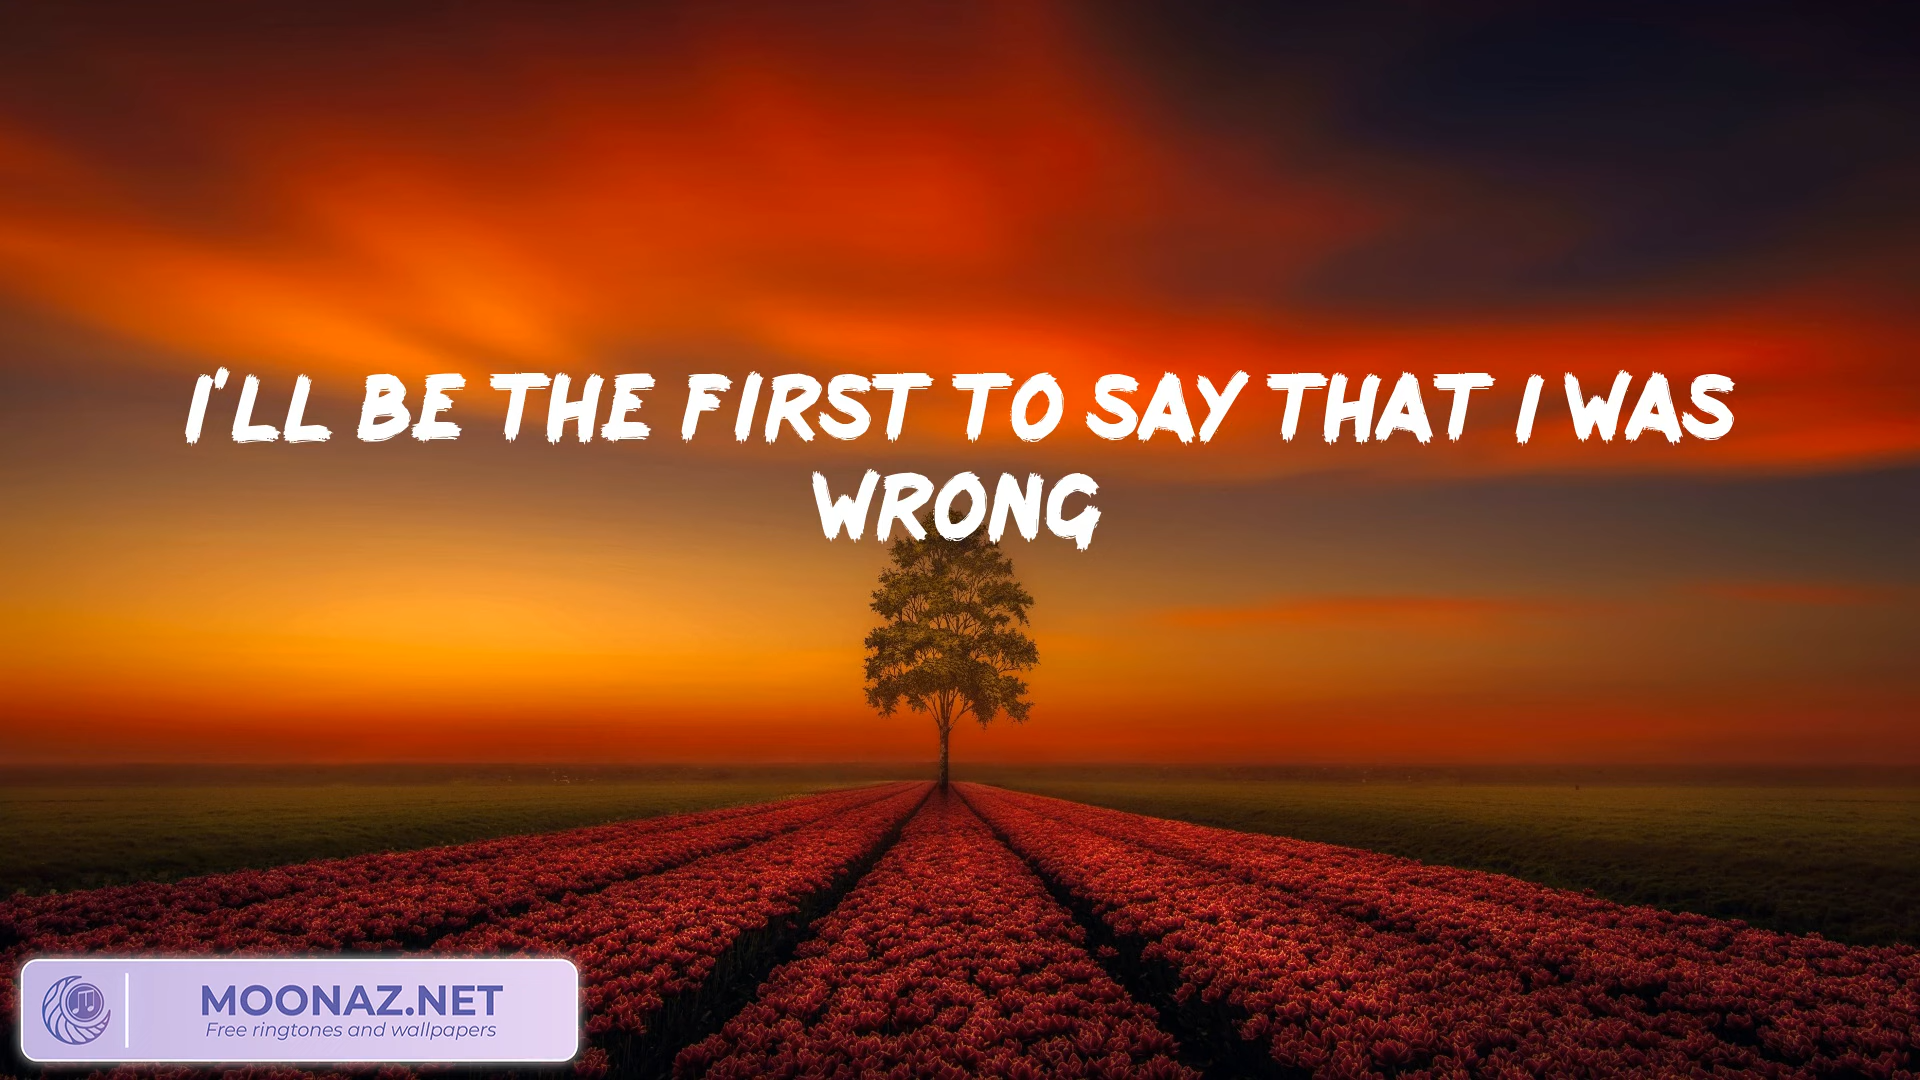 I'LL BE THE FIRST TO SAY THAT I WAS
WRONG
MOONAZ.NET
Free ringtones and wallpapers